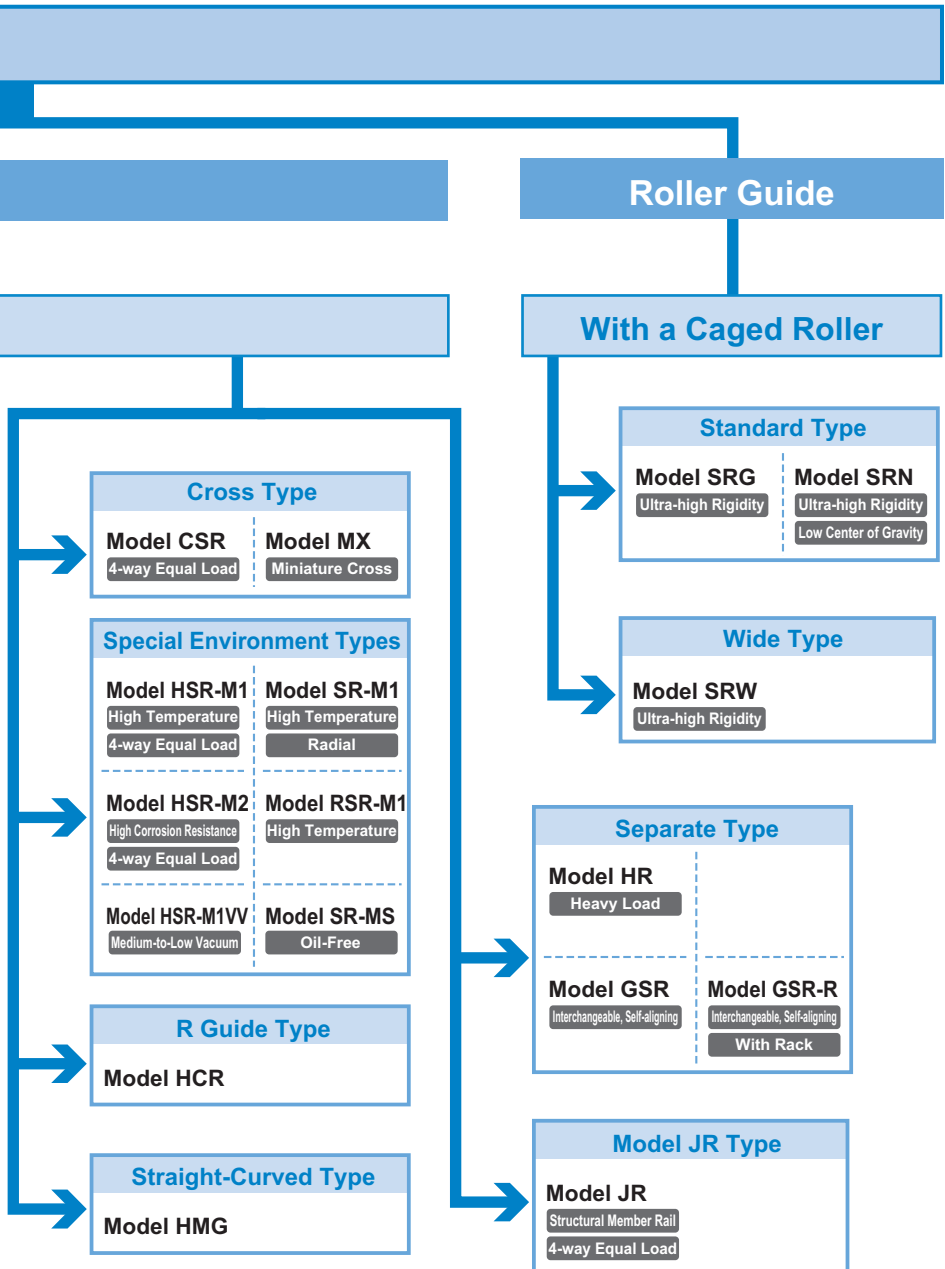 Roller Guide
With a Caged Roller
Standard Type
Model SRG
Ultra-high Rigidity
Model SRN
Ultra-high Rigidity
Low Center of Gravity
Wide Type
Model SRW
Ultra-high Rigidity
Cross Type
Model CSR
4-way Equal Load
Model MX
Miniature Cross
Special Environment Types
Model HSR-M1
High Temperature
4-way Equal Load
Model SR-M1
High Temperature
Radial
Model HSR-M2
High Corrosion Resistance
4-way Equal Load
Model RSR-M1
High Temperature
Model HSR-M1VV
Medium-to-Low Vacuum
Model SR-MS
Oil-Free
R Guide Type
Model HCR
Straight-Curved Type
Model HMG
Separate Type
Model HR
Heavy Load
Model GSR
Interchangeable, Self-aligning
Model GSR-R
Interchangeable, Self-aligning
With Rack
Model JR Type
Model JR
Structural Member Rail
4-way Equal Load